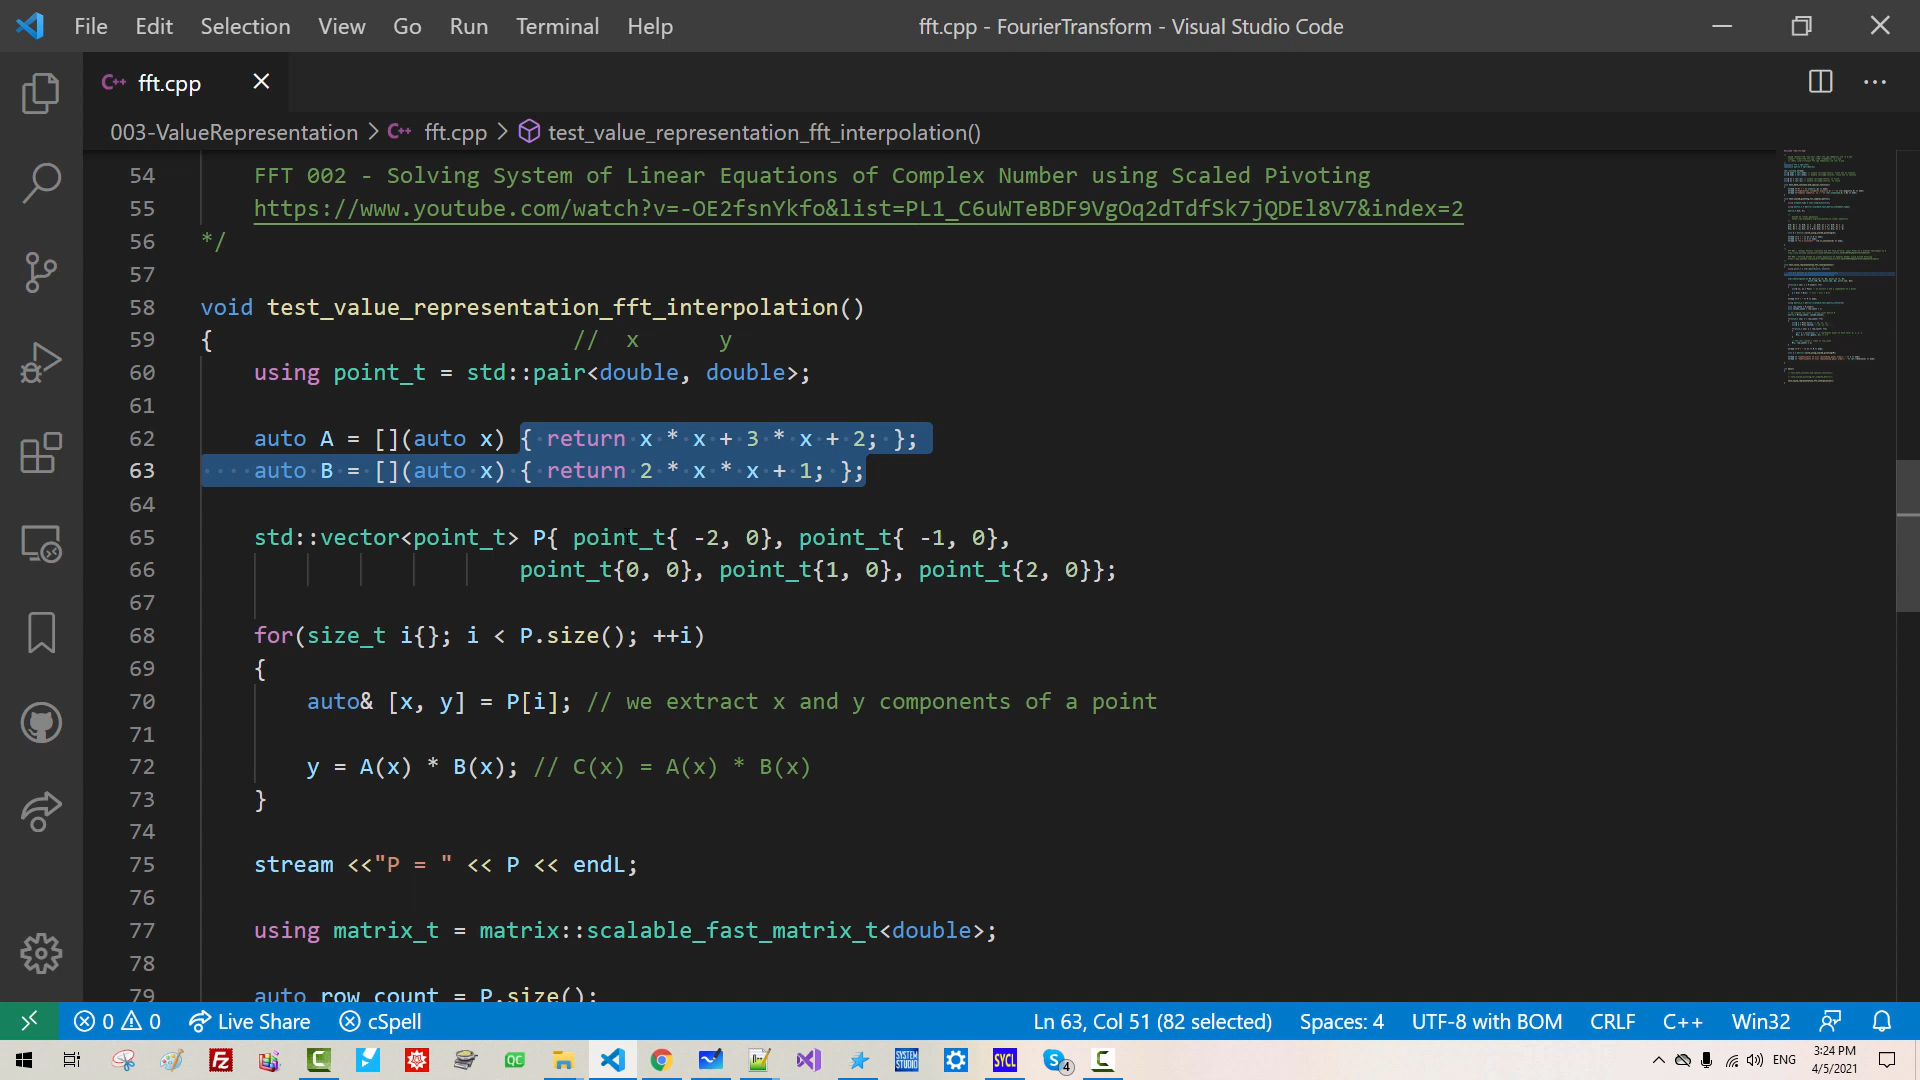 File Edit Selection View Go Run Terminal Help fft.cpp - FourierTransform - Visual Studio Code
C++ fft.cpp
003-ValueRepresentation > C++ fft.cpp > test_value_representation_fft_interpolation()
54 FFT 002 - Solving System of Linear Equations of Complex Number using Scaled Pivoting
55 https://www.youtube.com/watch?v=-OE2fsnYkfo&list=PL1_C6uWTeBDF9VgOq2dTdfSk7jQDEl8V7&index=2
56 */
57
58 void test_value_representation_fft_interpolation()
59 { // x y
60 using point_t = std::pair<double, double>;
61
62 auto A = [](auto x) { return x * x + 3 * x + 2; };
63 auto B = [](auto x) { return 2 * x * x + 1; };
64
65 std::vector<point_t> P{ point_t{ -2, 0}, point_t{ -1, 0},
66 point_t{0, 0}, point_t{1, 0}, point_t{2, 0}};
67
68 for(size_t i{}; i < P.size(); ++i)
69 {
70 auto& [x, y] = P[i]; // we extract x and y components of a point
71
72 y = A(x) * B(x); // C(x) = A(x) * B(x)
73 }
74
75 stream <<"P = " << P << endL;
76
77 using matrix_t = matrix::scalable_fast_matrix_t<double>;
78
79 auto row_count = P.size();
0 0 Live Share cSpell Ln 63, Col 51 (82 selected) Spaces: 4 UTF-8 with BOM CRLF C++ Win32
QC SYSTEM STUDIO SYCL 4 ENG 3:24 PM
4/5/2021